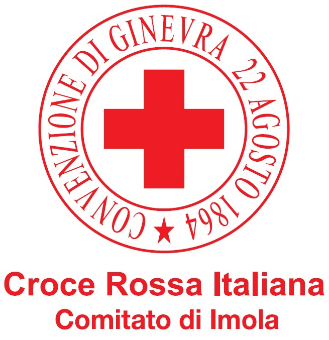 CONVENZIONE DI GINEVRA 22 AGOSTO 1864
Croce Rossa Italiana
Comitato di Imola